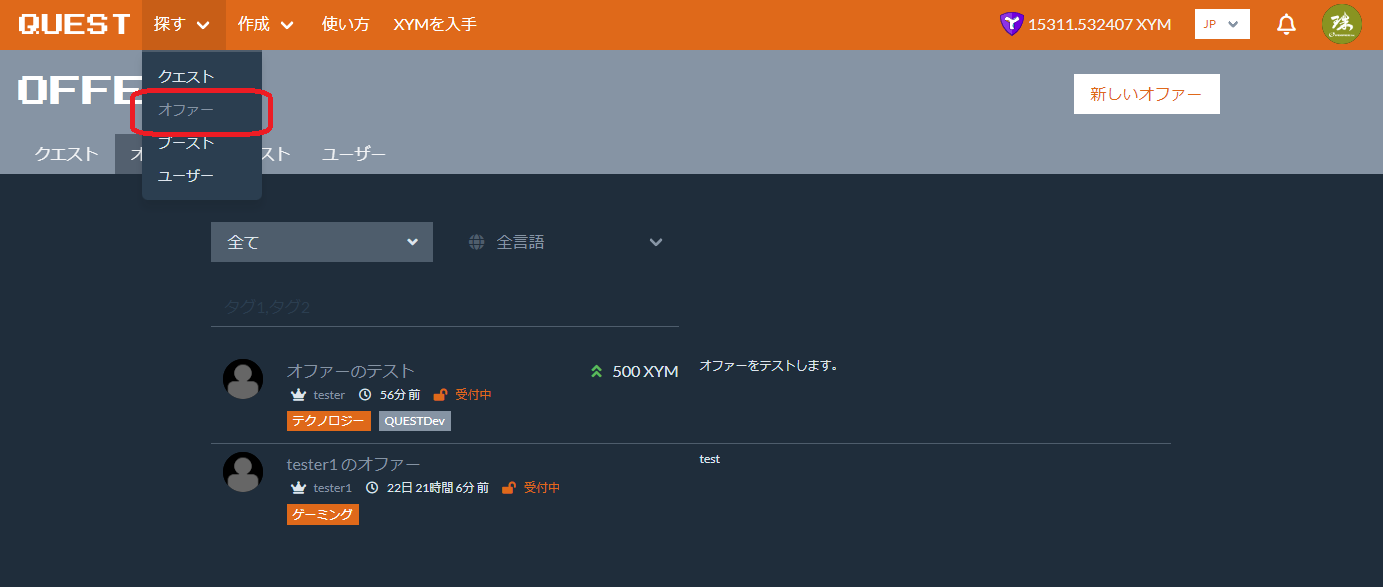 QUEST 探す 作成 使い方 XYMを入手 15311.532407 XYM JP 瑛
クエスト
オファー
ブースト
ユーザー
OFFE
新しいオファー
クエスト オ スト ユーザー
全て 全言語
タグ1,タグ2
オファーのテスト 500 XYM オファーをテストします。
tester 56分前 受付中
テクノロジー QUESTDev
tester1 のオファー test
tester1 22日 21時間 6分前 受付中
ゲーミング